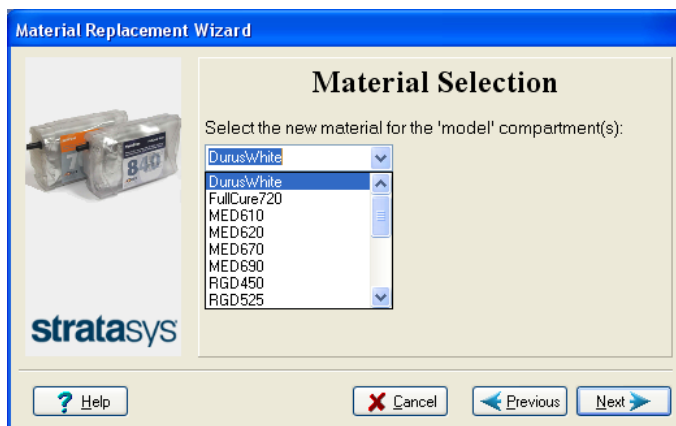 Material Replacement Wizard
Material Selection
Select the new material for the 'model' compartment(s):
DurusWhite
DurusWhite
FullCure720
MED610
MED620
MED670
MED690
RGD450
RGD525
840
stratasys
Help
Cancel
Previous
Next